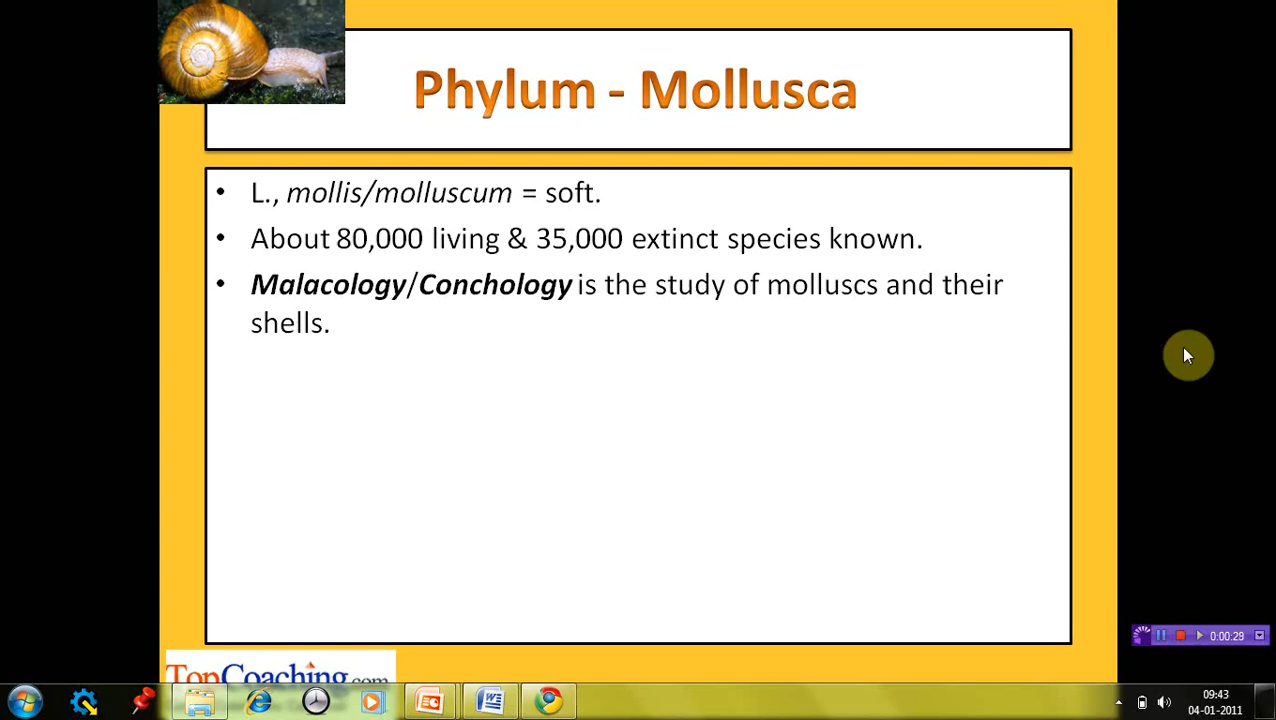 Phylum - Mollusca
• L., mollis/molluscum = soft.
• About 80,000 living & 35,000 extinct species known.
• Malacology/Conchology is the study of molluscs and their
shells.
TopCoaching.com
0:00:29
09:43
04-01-2011